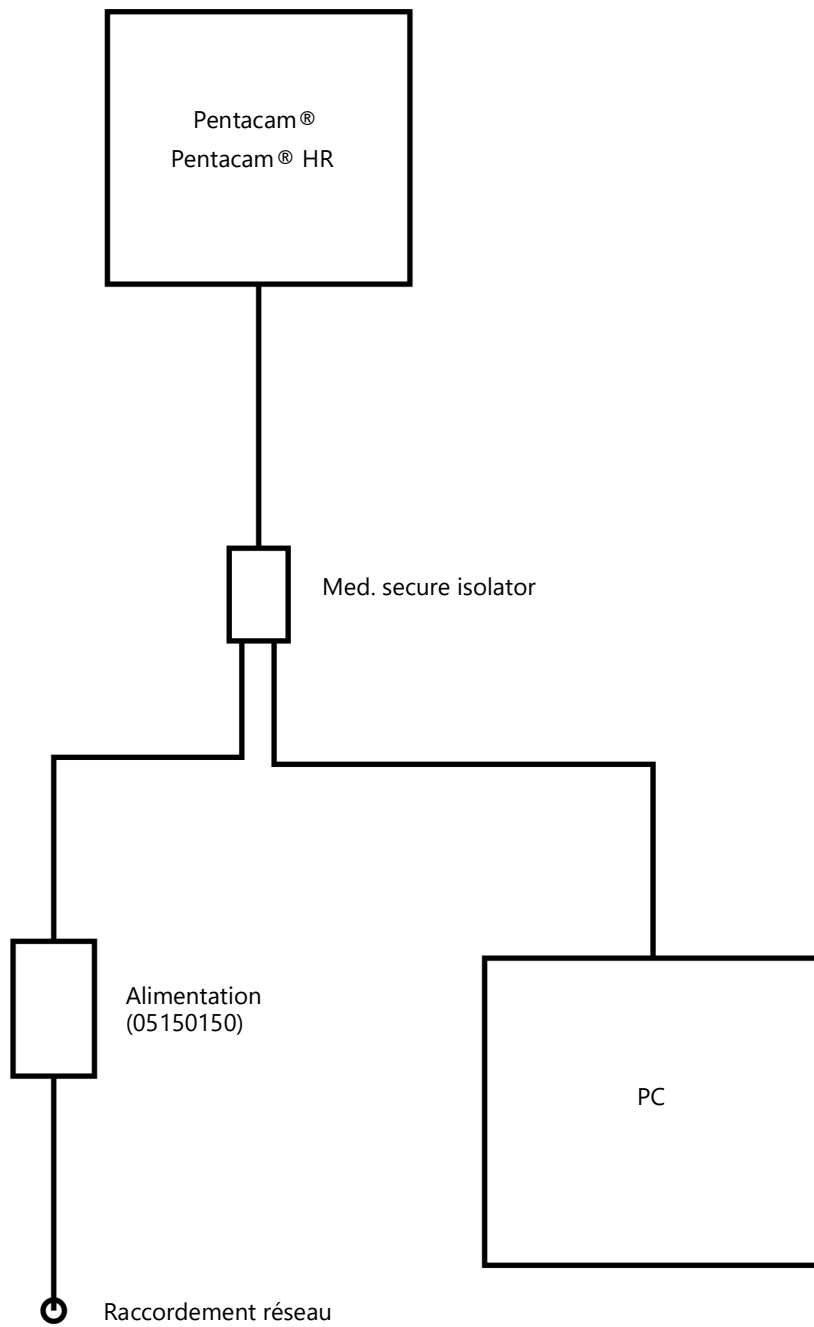 Pentacam®
Pentacam® HR
Med. secure isolator
Alimentation
(05150150)
PC
Raccordement réseau